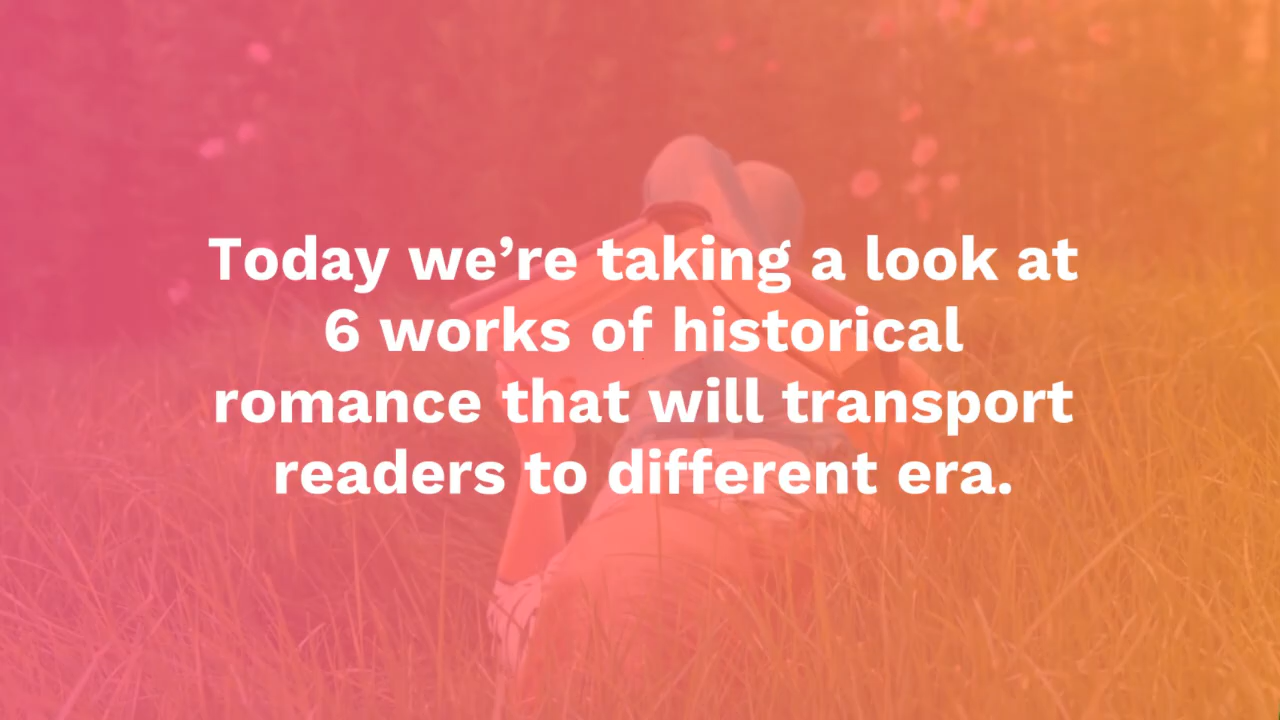 Today we’re taking a look at
6 works of historical
romance that will transport
readers to different era.